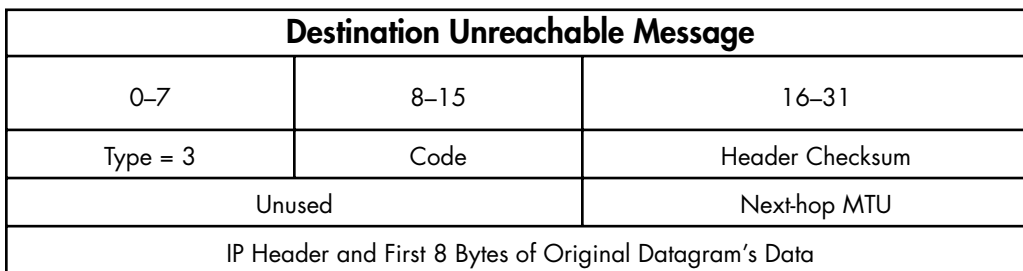 Destination Unreachable Message
0–7 8–15 16–31
Type = 3 Code Header Checksum
Unused Next-hop MTU
IP Header and First 8 Bytes of Original Datagram’s Data